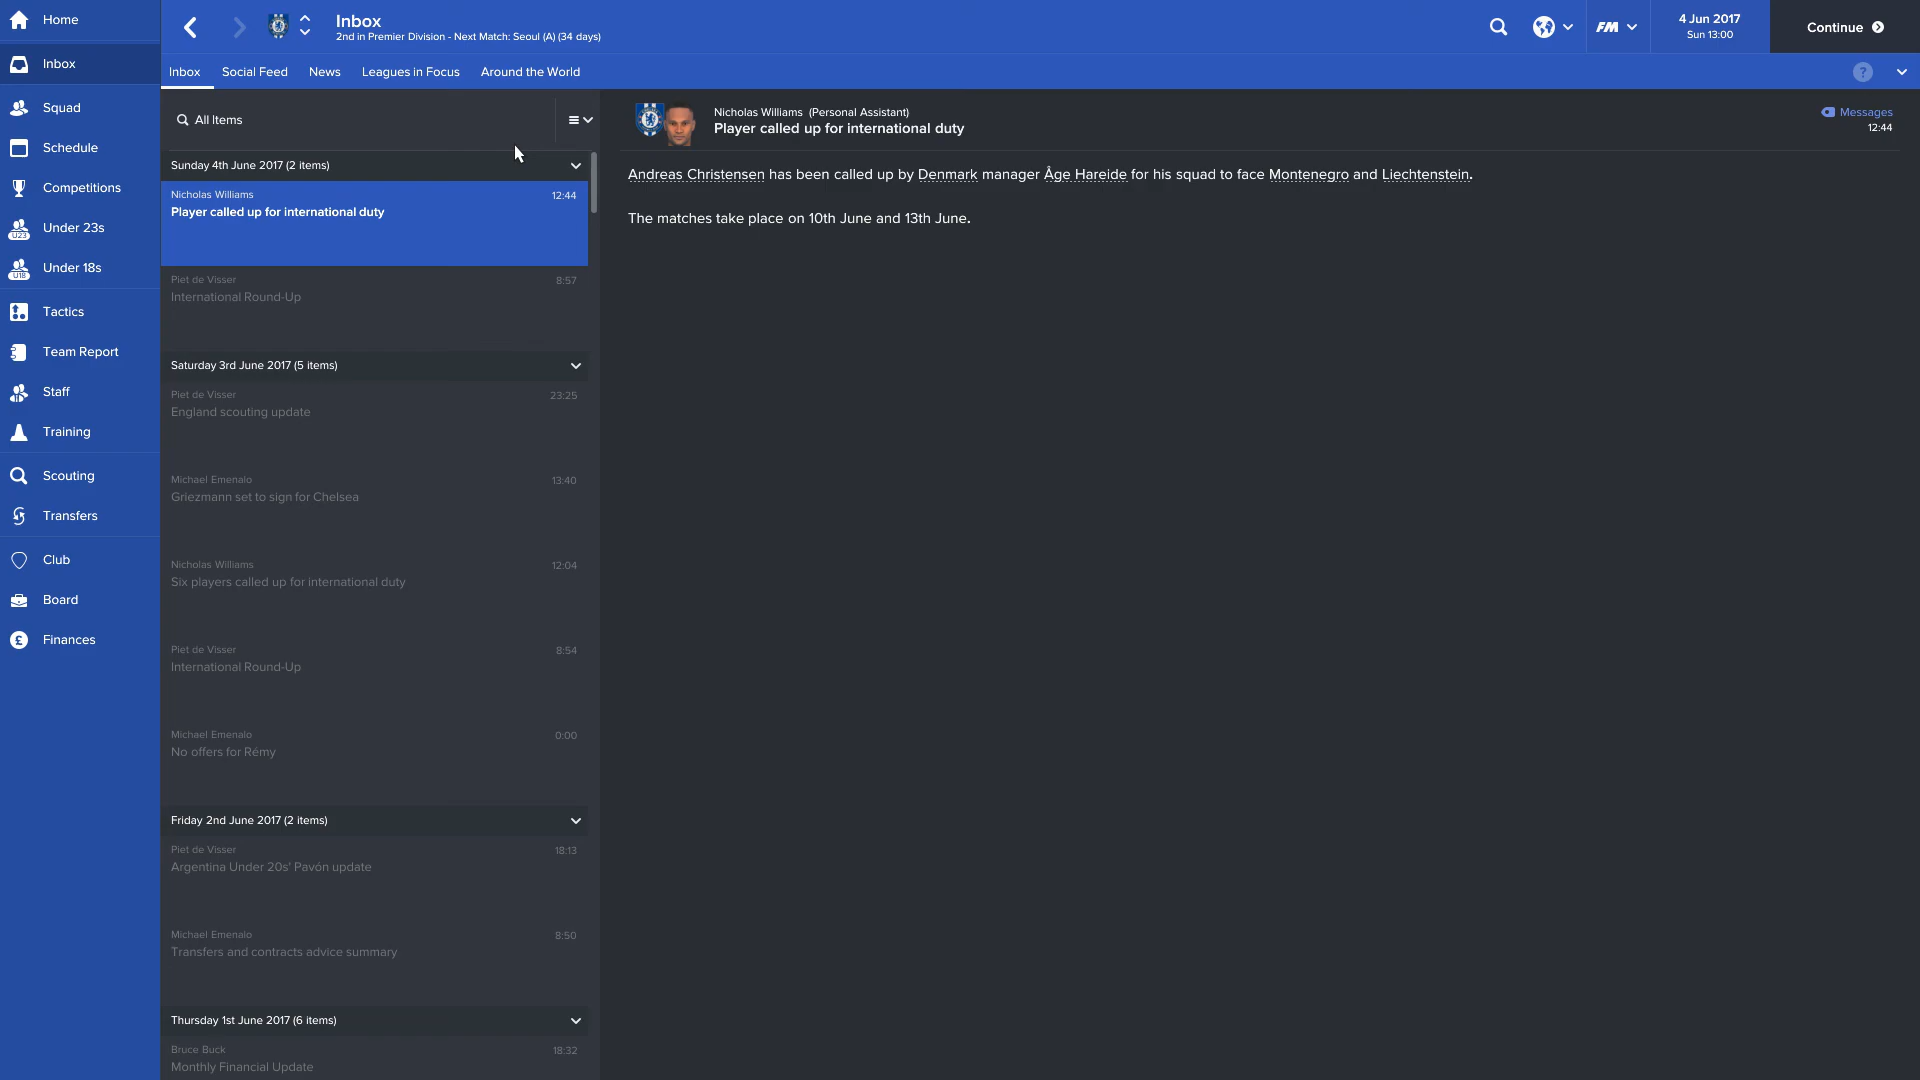 Home
Inbox
Squad
Schedule
Competitions
U23
Under 23s
U18
Under 18s
Tactics
Team Report
Staff
Training
Scouting
Transfers
Club
Board
£
Finances
Inbox
2nd in Premier Division - Next Match: Seoul (A) (34 days)
FM
4 Jun 2017
Sun 13:00
Continue
Inbox
Social Feed
News
Leagues in Focus
Around the World
?
All Items
Sunday 4th June 2017 (2 items)
Nicholas Williams 12:44
Player called up for international duty
Piet de Visser 8:57
International Round-Up
Saturday 3rd June 2017 (5 items)
Piet de Visser 23:25
England scouting update
Michael Emenalo 13:40
Griezmann set to sign for Chelsea
Nicholas Williams 12:04
Six players called up for international duty
Piet de Visser 8:54
International Round-Up
Michael Emenalo 0:00
No offers for Rémy
Friday 2nd June 2017 (2 items)
Piet de Visser 18:13
Argentina Under 20s' Pavón update
Michael Emenalo 8:50
Transfers and contracts advice summary
Thursday 1st June 2017 (6 items)
Bruce Buck 18:32
Monthly Financial Update
Nicholas Williams (Personal Assistant)
Player called up for international duty
Messages
12:44
Andreas Christensen has been called up by Denmark manager Åge Hareide for his squad to face Montenegro and Liechtenstein.
The matches take place on 10th June and 13th June.